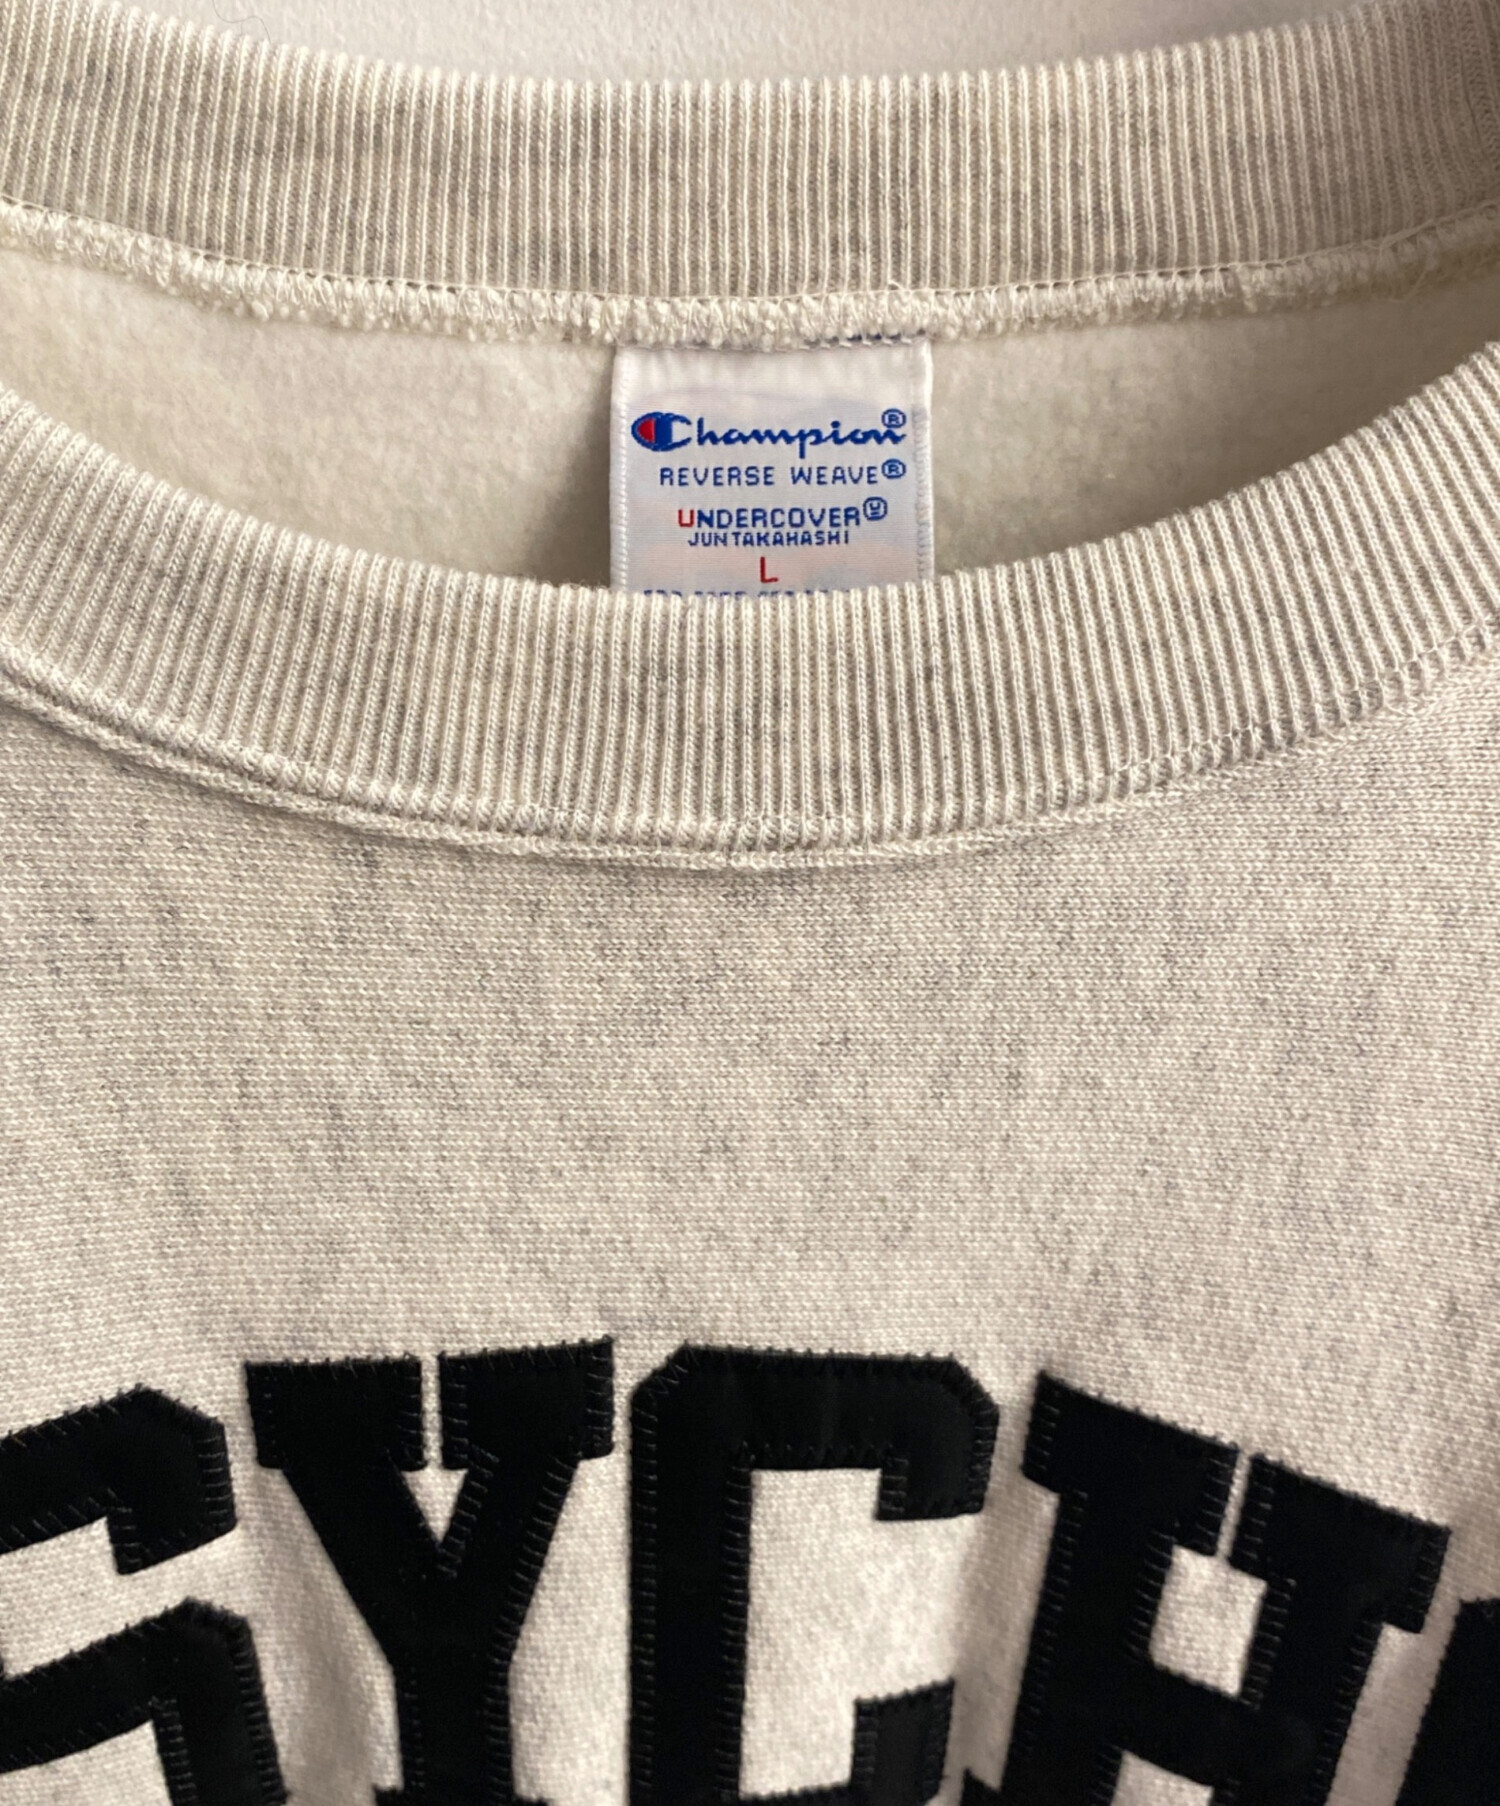 Champion®
REVERSE WEAVE®
UNDERCOVER
JUNTAKAHASHI
L
SYCH